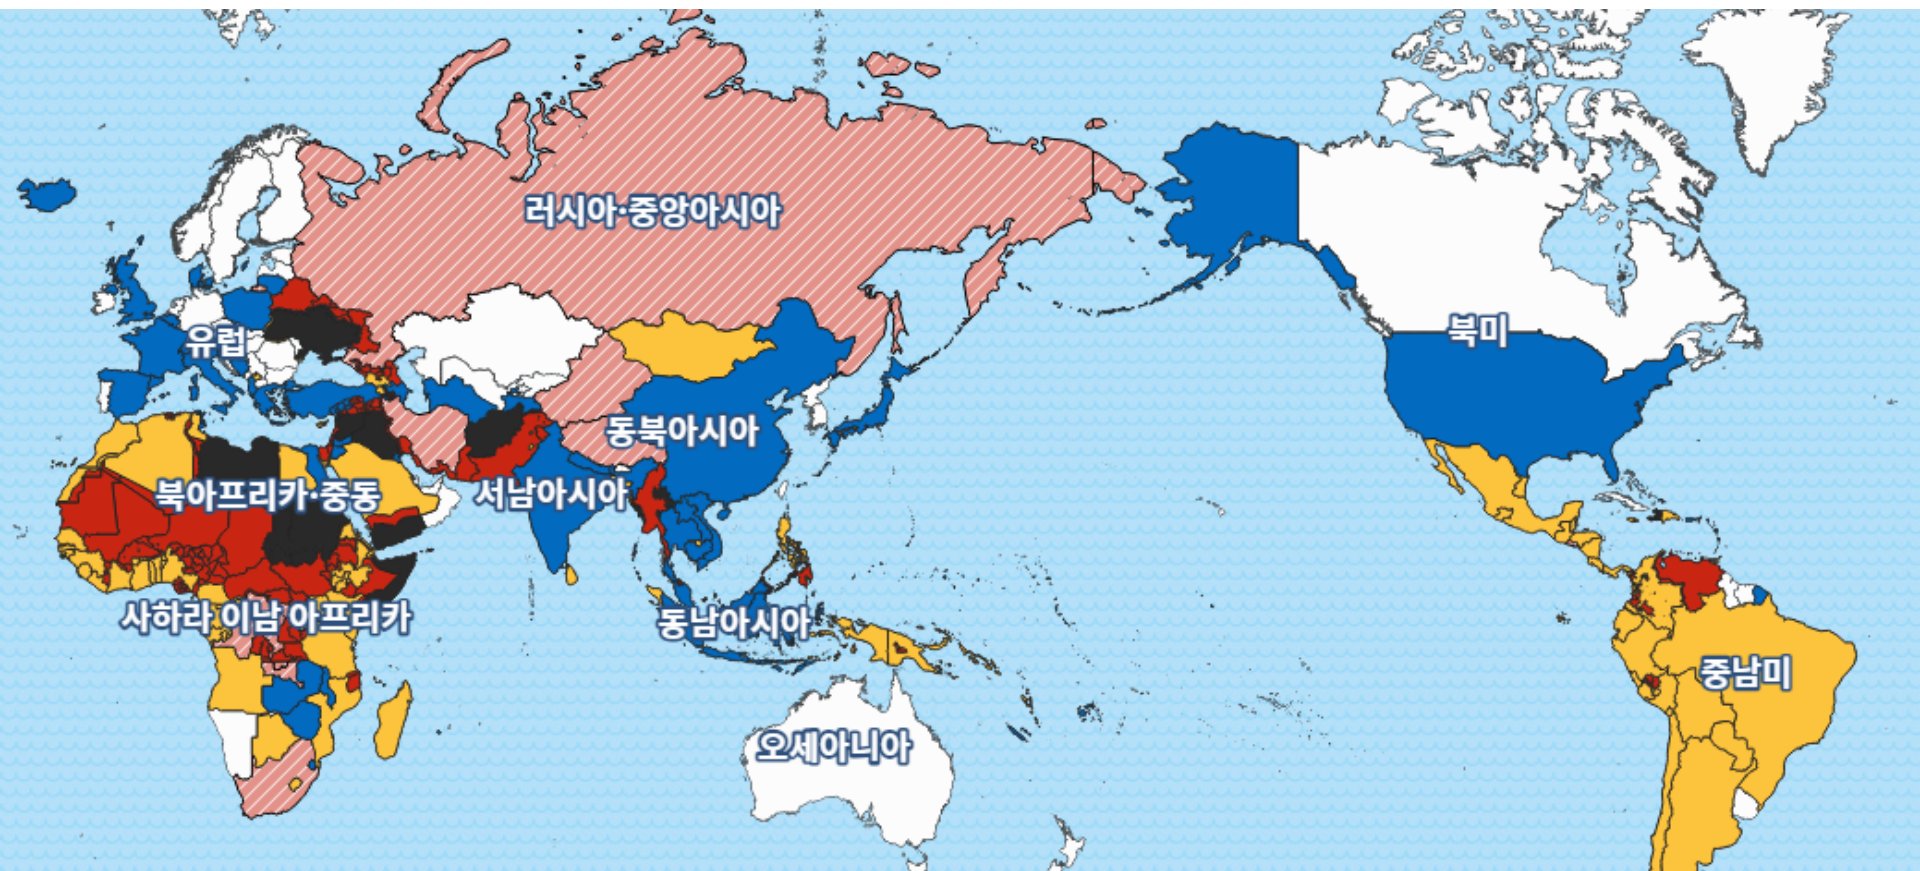 러시아·중앙아시아
유럽
북미
동북아시아
북아프리카·중동
서남아시아
사하라 이남 아프리카
동남아시아
중남미
오세아니아